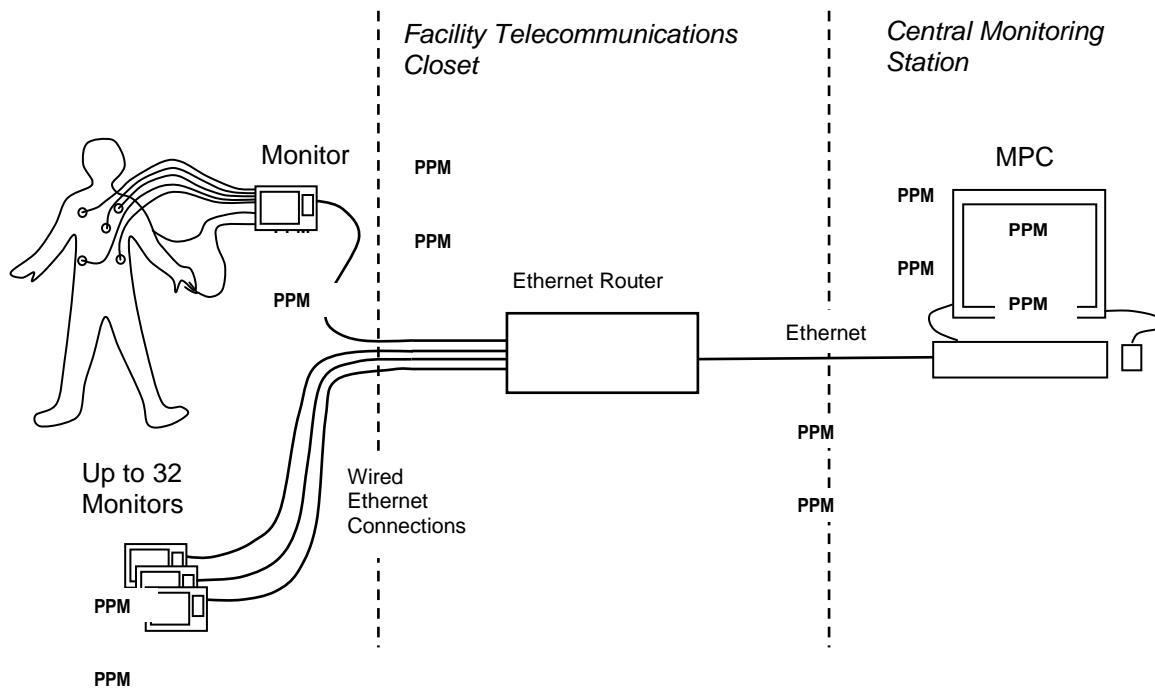 Facility Telecommunications
Closet
Central Monitoring
Station
Monitor
PPM
PPM
PPM
MPC
PPM
PPM
PPM
PPM
Ethernet Router
Ethernet
PPM
PPM
Up to 32
Monitors
Wired
Ethernet
Connections
PPM
PPM